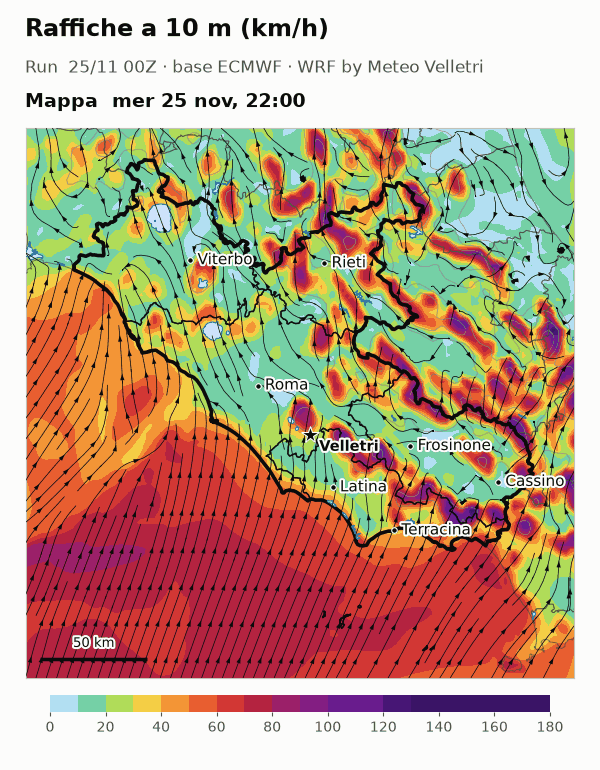 Raffiche a 10 m (km/h)
Run 25/11 00Z · base ECMWF · WRF by Meteo Velletri
Mappa mer 25 nov, 22:00
Viterbo
Rieti
Roma
Velletri
Frosinone
Cassino
Latina
Terracina
50 km
0 20 40 60 80 100 120 140 160 180